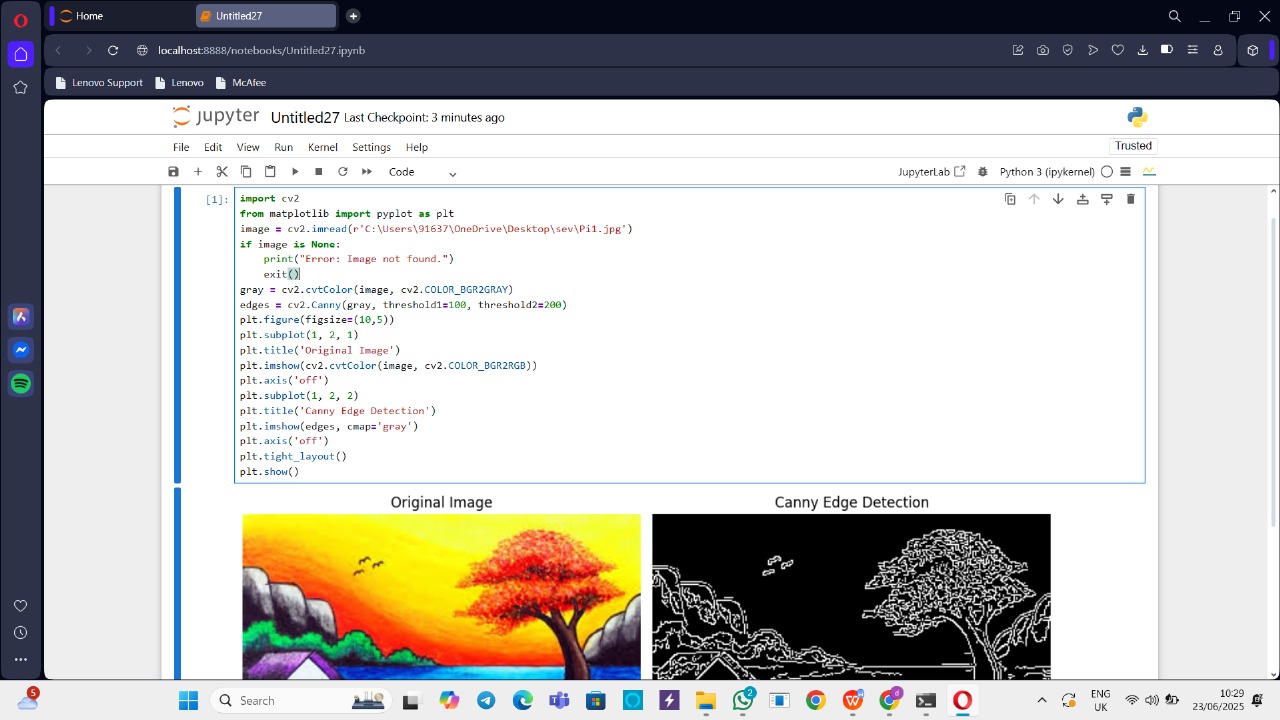 Home
Untitled27
localhost:8888/notebooks/Untitled27.ipynb
Lenovo Support
Lenovo
McAfee
jupyter Untitled27 Last Checkpoint: 3 minutes ago
File Edit View Run Kernel Settings Help
Trusted
Code
JupyterLab
Python 3 (ipykernel)
[1]:
import cv2
from matplotlib import pyplot as plt
image = cv2.imread(r'C:\Users\91637\OneDrive\Desktop\sev\Pi1.jpg')
if image is None:
    print("Error: Image not found.")
    exit()
gray = cv2.cvtColor(image, cv2.COLOR_BGR2GRAY)
edges = cv2.Canny(gray, threshold1=100, threshold2=200)
plt.figure(figsize=(10,5))
plt.subplot(1, 2, 1)
plt.title('Original Image')
plt.imshow(cv2.cvtColor(image, cv2.COLOR_BGR2RGB))
plt.axis('off')
plt.subplot(1, 2, 2)
plt.title('Canny Edge Detection')
plt.imshow(edges, cmap='gray')
plt.axis('off')
plt.tight_layout()
plt.show()
Original Image
Canny Edge Detection
5
Search
2
ENG
UK
10:29
23/06/2025